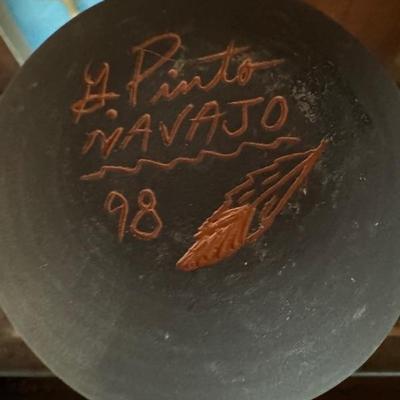 G. Pinto
NAVAJO
98